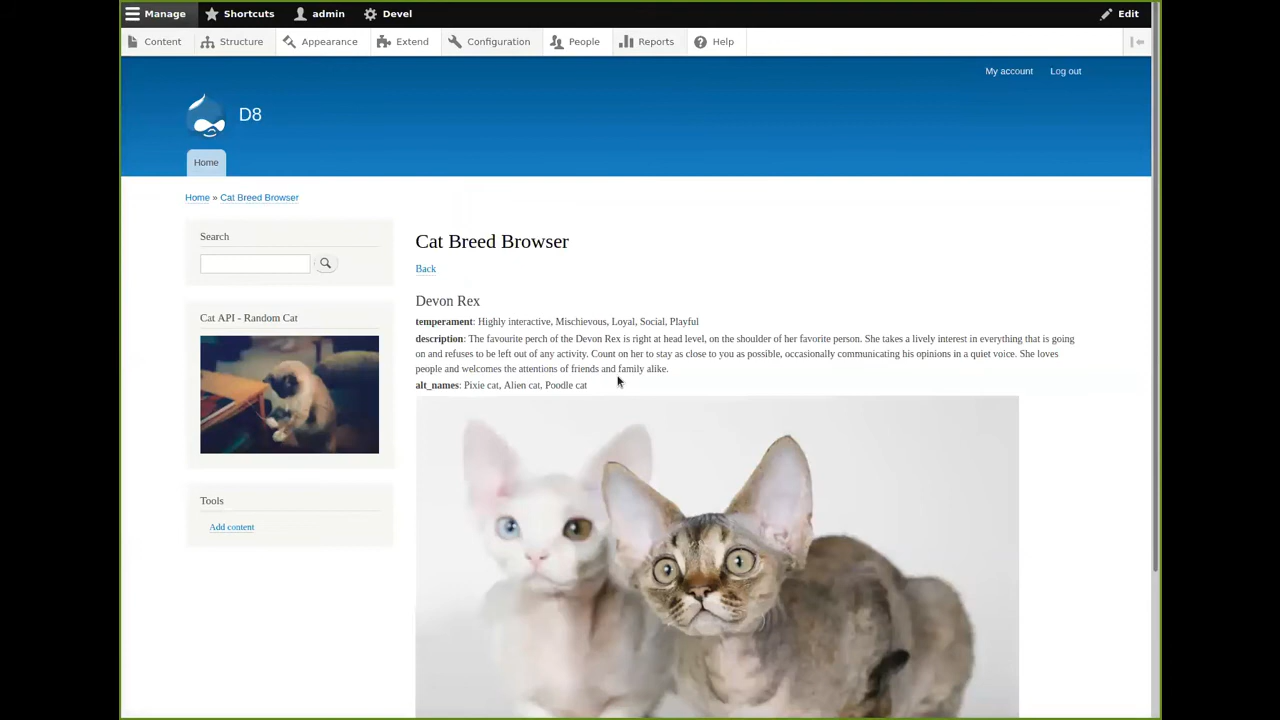 Manage Shortcuts admin Devel Edit
Content Structure Appearance Extend Configuration People Reports Help
My account Log out
D8
Home
Home » Cat Breed Browser
Search
Cat API - Random Cat
Tools
Add content
Cat Breed Browser
Back
Devon Rex
temperament: Highly interactive, Mischievous, Loyal, Social, Playful
description: The favourite perch of the Devon Rex is right at head level, on the shoulder of her favorite person. She takes a lively interest in everything that is going
on and refuses to be left out of any activity. Count on her to stay as close to you as possible, occasionally communicating his opinions in a quiet voice. She loves
people and welcomes the attentions of friends and family alike.
alt_names: Pixie cat, Alien cat, Poodle cat